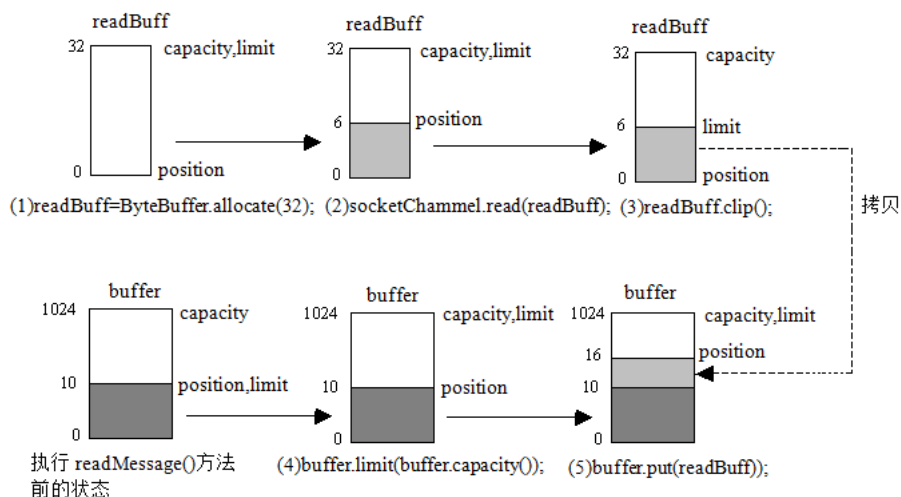 readBuff
32
capacity,limit
0
position
(1)readBuff=ByteBuffer.allocate(32);
readBuff
32
capacity,limit
6
position
0
(2)socketChammel.read(readBuff);
readBuff
32
capacity
6
limit
0
position
(3)readBuff.clip();
拷贝
buffer
1024
capacity
10
position,limit
0
执行 readMessage()方法
前的状态
buffer
1024
capacity,limit
10
position
0
(4)buffer.limit(buffer.capacity());
buffer
1024
capacity,limit
16
position
10
0
(5)buffer.put(readBuff));